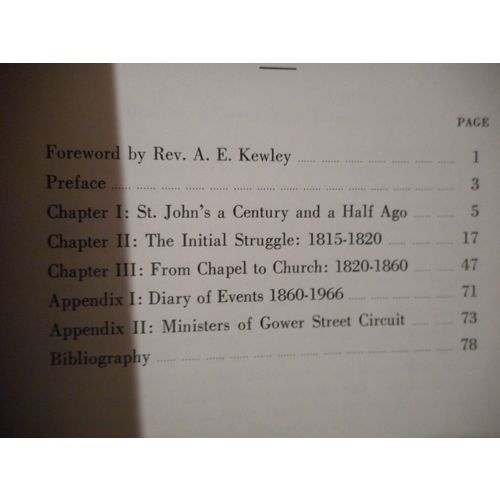 PAGE
Foreword by Rev. A. E. Kewley ...... ...... ...... ...... ...... ...... 1
Preface ...... ...... ...... ...... ...... ...... ...... ...... ...... ...... ...... ...... ...... 3
Chapter I: St. John's a Century and a Half Ago ...... ...... 5
Chapter II: The Initial Struggle: 1815-1820 ...... ...... ...... 17
Chapter III: From Chapel to Church: 1820-1860 ...... ...... 47
Appendix I: Diary of Events 1860-1966 ...... ...... ...... ...... 71
Appendix II: Ministers of Gower Street Circuit ...... ...... 73
Bibliography ...... ...... ...... ...... ...... ...... ...... ...... ...... ...... ...... ...... 78